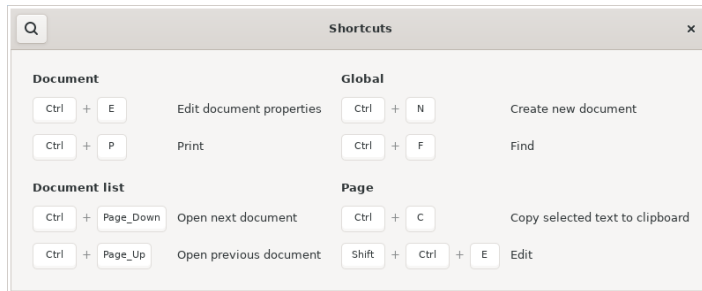 Shortcuts
Document
Ctrl + E Edit document properties
Ctrl + P Print
Global
Ctrl + N Create new document
Ctrl + F Find
Document list
Ctrl + Page_Down Open next document
Ctrl + Page_Up Open previous document
Page
Ctrl + C Copy selected text to clipboard
Shift + Ctrl + E Edit